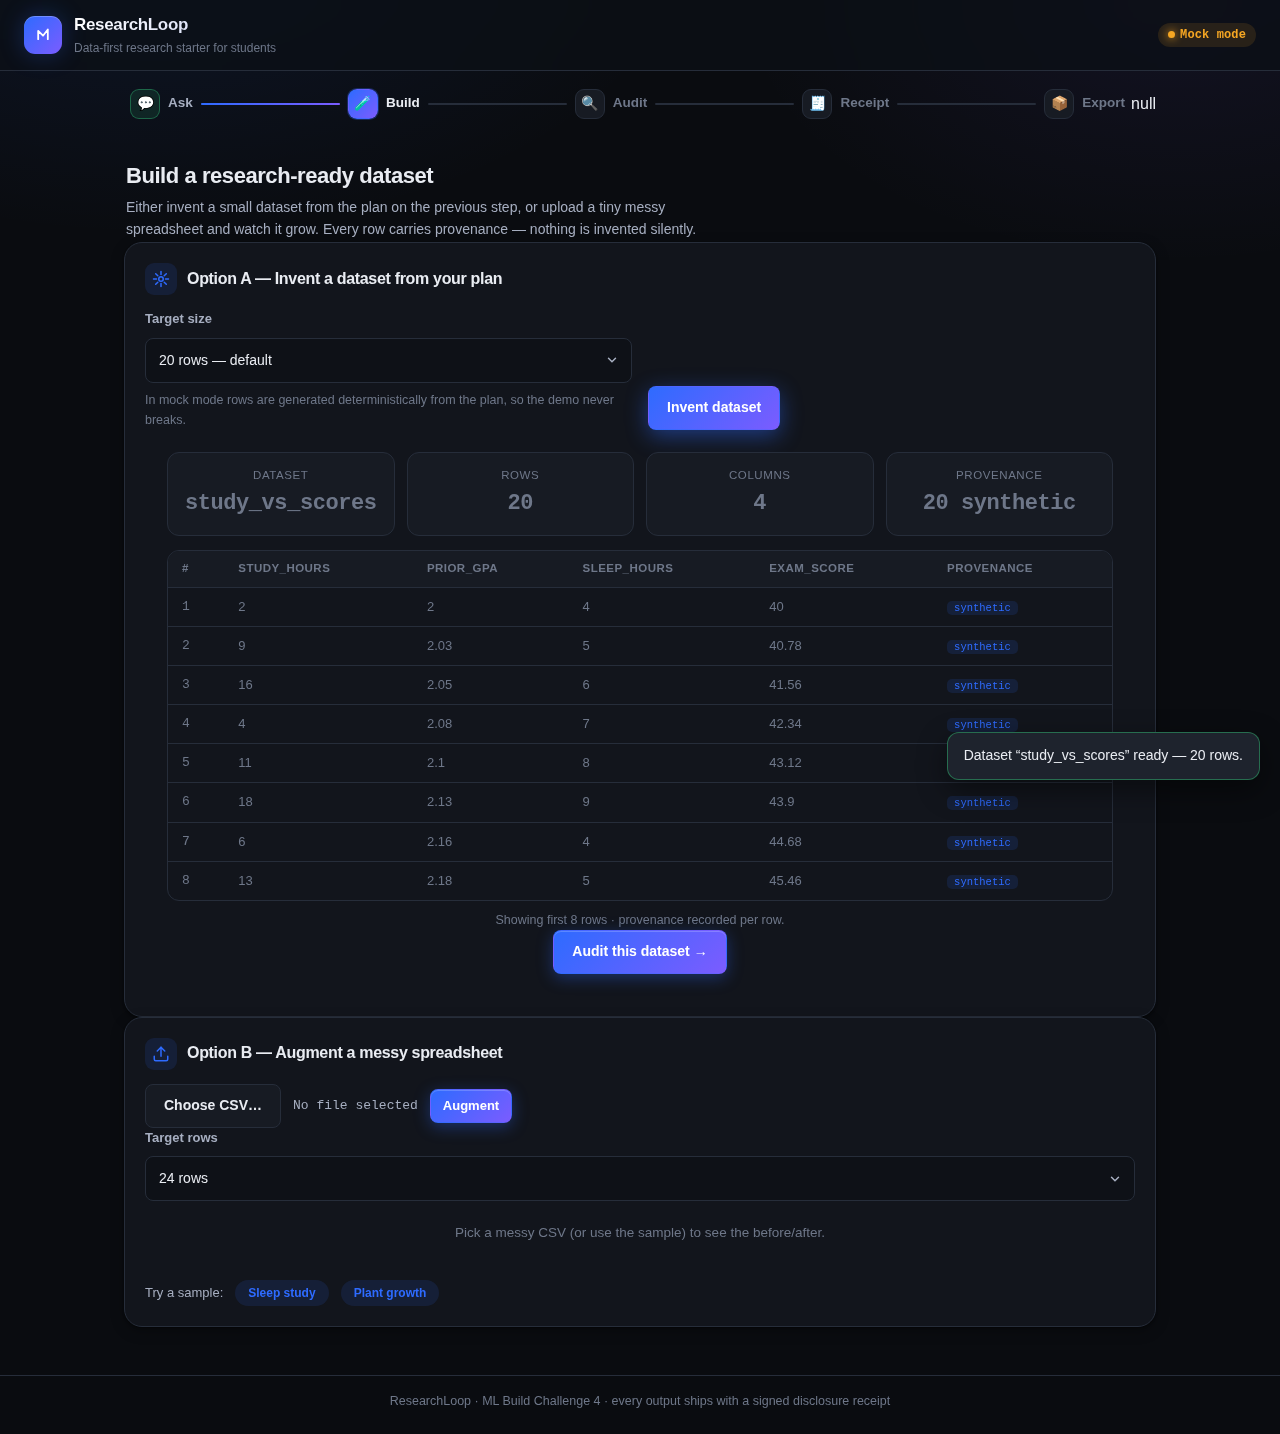 ResearchLoop
Data-first research starter for students
Mock mode
💬 Ask
🧪 Build
🔍 Audit
🧾 Receipt
📦 Export null
Build a research-ready dataset
Either invent a small dataset from the plan on the previous step, or upload a tiny messy
spreadsheet and watch it grow. Every row carries provenance — nothing is invented silently.
Option A — Invent a dataset from your plan
Target size
20 rows — default
In mock mode rows are generated deterministically from the plan, so the demo never
breaks.
Invent dataset
DATASET ROWS COLUMNS PROVENANCE
study_vs_scores 20 4 20 synthetic
# STUDY_HOURS PRIOR_GPA SLEEP_HOURS EXAM_SCORE PROVENANCE
1 2 2 4 40 synthetic
2 9 2.03 5 40.78 synthetic
3 16 2.05 6 41.56 synthetic
4 4 2.08 7 42.34 synthetic
Dataset “study_vs_scores” ready — 20 rows.
5 11 2.1 8 43.12
6 18 2.13 9 43.9 synthetic
7 6 2.16 4 44.68 synthetic
8 13 2.18 5 45.46 synthetic
Showing first 8 rows · provenance recorded per row.
Audit this dataset →
Option B — Augment a messy spreadsheet
Choose CSV… No file selected Augment
Target rows
24 rows
Pick a messy CSV (or use the sample) to see the before/after.
Try a sample: Sleep study Plant growth
ResearchLoop · ML Build Challenge 4 · every output ships with a signed disclosure receipt